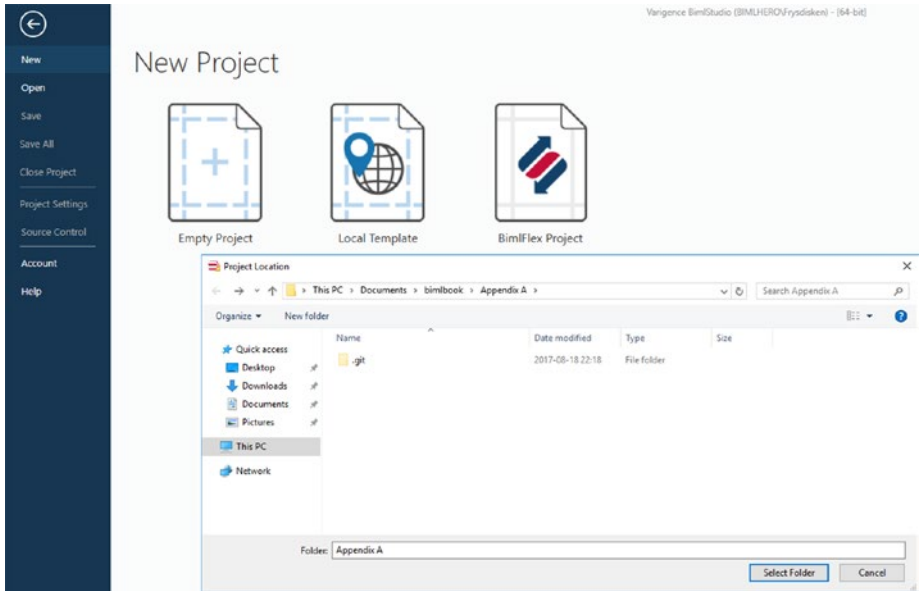 Varigence BimlStudio (BIMLHERO\Frysdisken) - [64-bit]
New
Open
Save
Save All
Close Project
Project Settings
Source Control
Account
Help
New Project
Empty Project
Local Template
BimlFlex Project
Project Location
This PC > Documents > bimlbook > Appendix A >
Search Appendix A
Organize
New folder
Name
Date modified
Type
Size
.git
2017-08-18 22:18
File folder
Quick access
Desktop
Downloads
Documents
Pictures
This PC
Network
Folder: Appendix A
Select Folder
Cancel